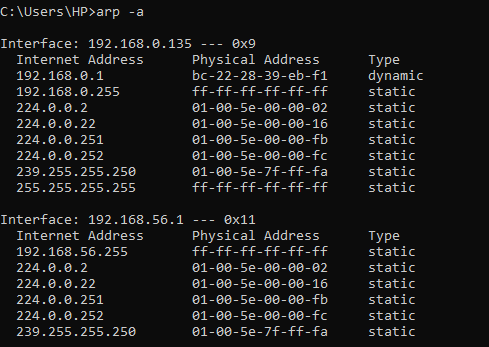 C:\Users\HP>arp -a
Interface: 192.168.0.135 --- 0x9
Internet Address Physical Address Type
192.168.0.1 bc-22-28-39-eb-f1 dynamic
192.168.0.255 ff-ff-ff-ff-ff-ff static
224.0.0.2 01-00-5e-00-00-02 static
224.0.0.22 01-00-5e-00-00-16 static
224.0.0.251 01-00-5e-00-00-fb static
224.0.0.252 01-00-5e-00-00-fc static
239.255.255.250 01-00-5e-7f-ff-fa static
255.255.255.255 ff-ff-ff-ff-ff-ff static
Interface: 192.168.56.1 --- 0x11
Internet Address Physical Address Type
192.168.56.255 ff-ff-ff-ff-ff-ff static
224.0.0.2 01-00-5e-00-00-02 static
224.0.0.22 01-00-5e-00-00-16 static
224.0.0.251 01-00-5e-00-00-fb static
224.0.0.252 01-00-5e-00-00-fc static
239.255.255.250 01-00-5e-7f-ff-fa static